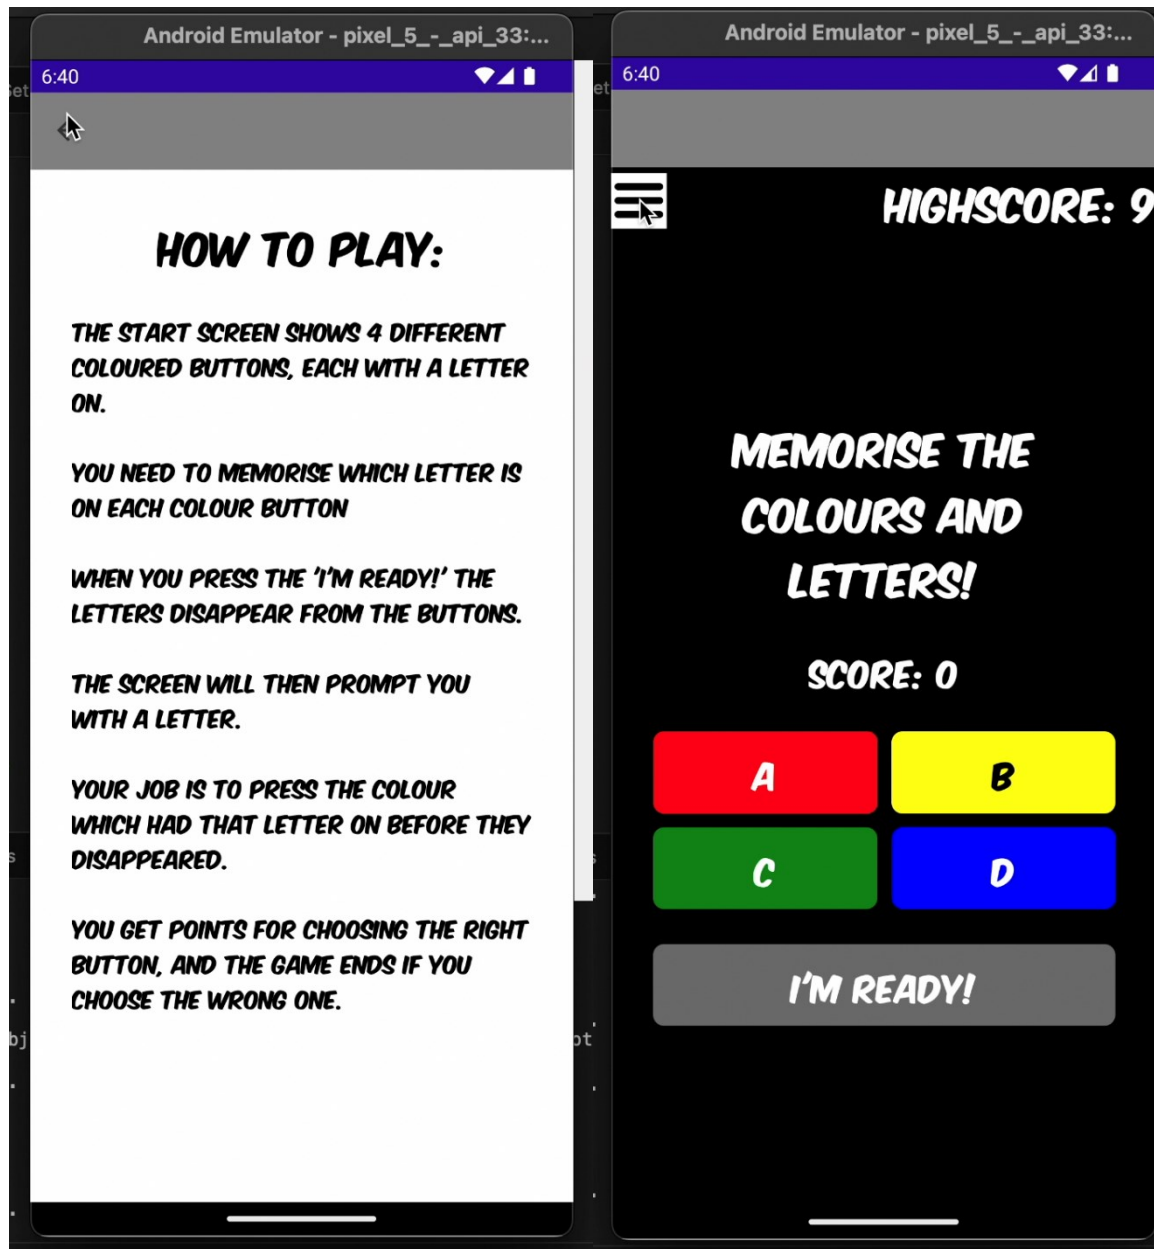 Android Emulator - pixel_5_-_api_33:...
6:40
HOW TO PLAY:
THE START SCREEN SHOWS 4 DIFFERENT
COLOURED BUTTONS, EACH WITH A LETTER
ON.
YOU NEED TO MEMORISE WHICH LETTER IS
ON EACH COLOUR BUTTON
WHEN YOU PRESS THE 'I'M READY!' THE
LETTERS DISAPPEAR FROM THE BUTTONS.
THE SCREEN WILL THEN PROMPT YOU
WITH A LETTER.
YOUR JOB IS TO PRESS THE COLOUR
WHICH HAD THAT LETTER ON BEFORE THEY
DISAPPEARED.
YOU GET POINTS FOR CHOOSING THE RIGHT
BUTTON, AND THE GAME ENDS IF YOU
CHOOSE THE WRONG ONE.
Android Emulator - pixel_5_-_api_33:...
6:40
HIGHSCORE: 9
MEMORISE THE
COLOURS AND
LETTERS!
SCORE: 0
A
B
C
D
I'M READY!